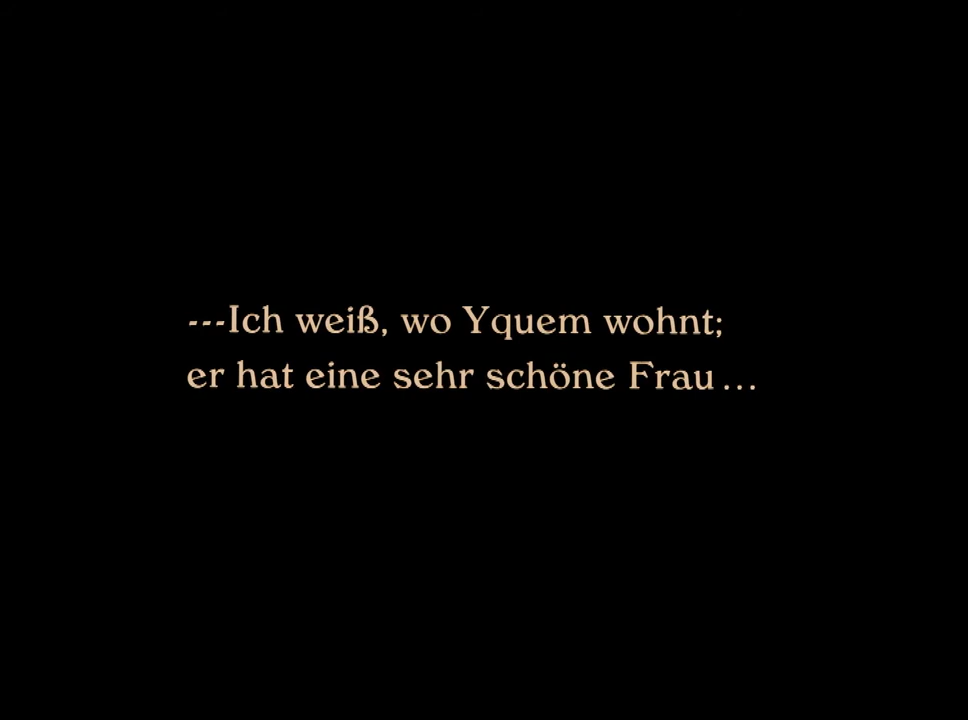 ---Ich weiß, wo Yquem wohnt;
er hat eine sehr schöne Frau...